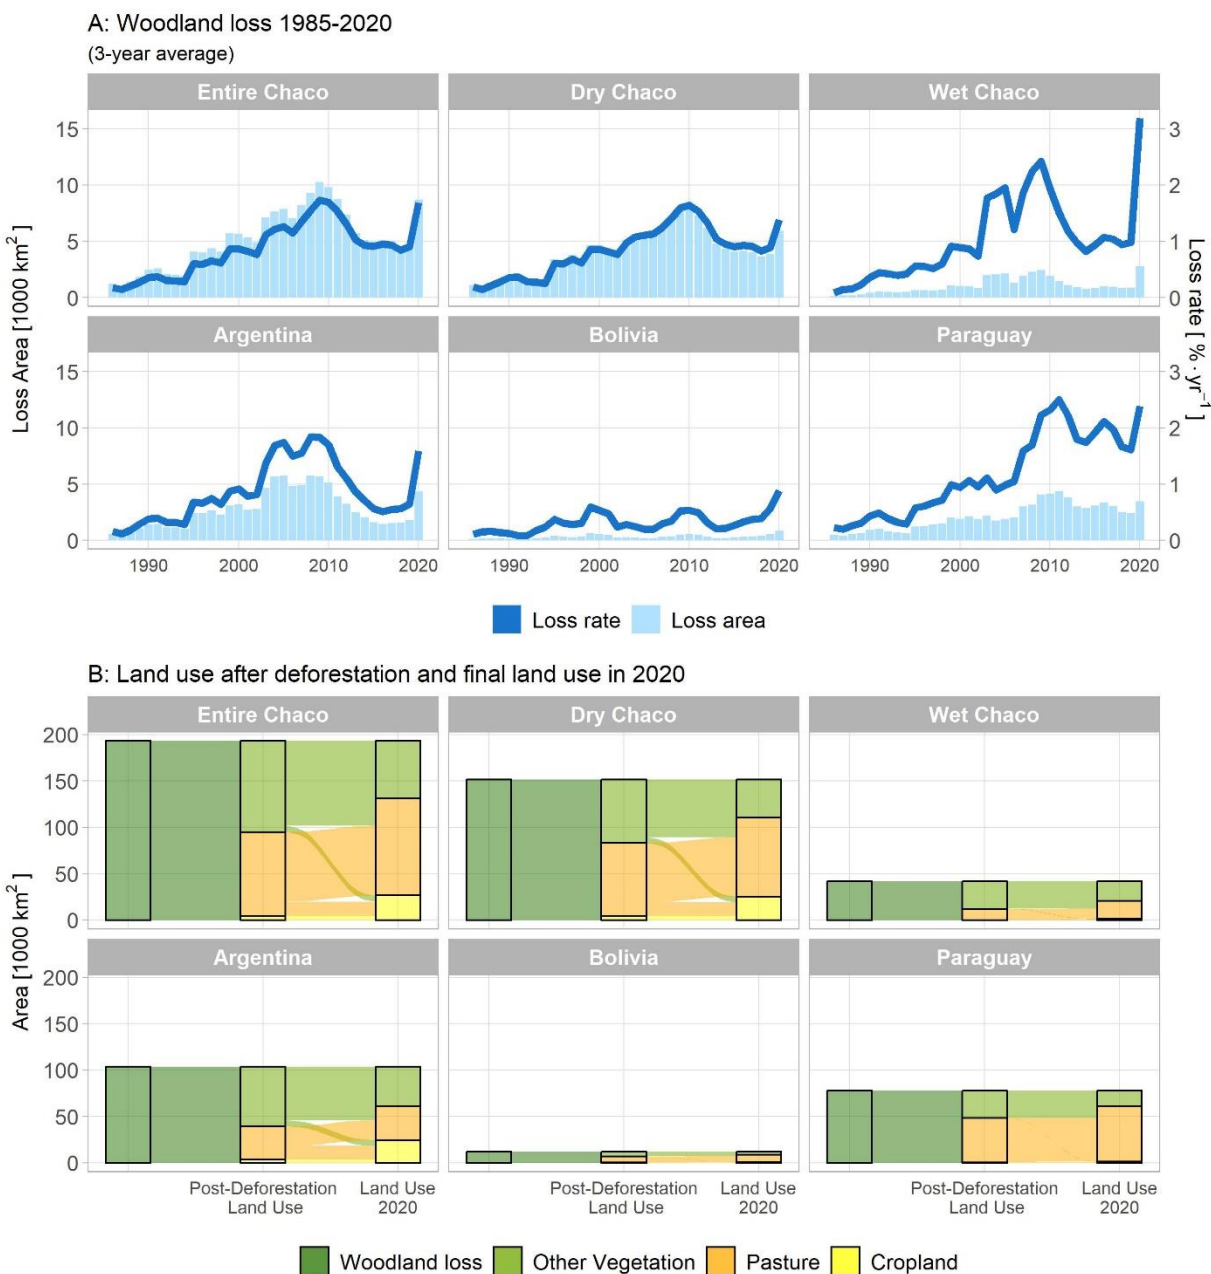 A: Woodland loss 1985-2020
(3-year average)
Entire Chaco
Dry Chaco
Wet Chaco
15
10
5
0
3
2
1
0
Argentina
Bolivia
Paraguay
15
10
5
0
3
2
1
0
1990 2000 2010 2020
1990 2000 2010 2020
1990 2000 2010 2020
Loss Area [1000 km²]
Loss rate [ % · yr⁻¹ ]
Loss rate Loss area
B: Land use after deforestation and final land use in 2020
Entire Chaco
Dry Chaco
Wet Chaco
200
150
100
50
0
Argentina
Bolivia
Paraguay
200
150
100
50
0
Area [1000 km²]
Post-Deforestation
Land Use
Land Use
2020
Post-Deforestation
Land Use
Land Use
2020
Post-Deforestation
Land Use
Land Use
2020
Woodland loss Other Vegetation Pasture Cropland